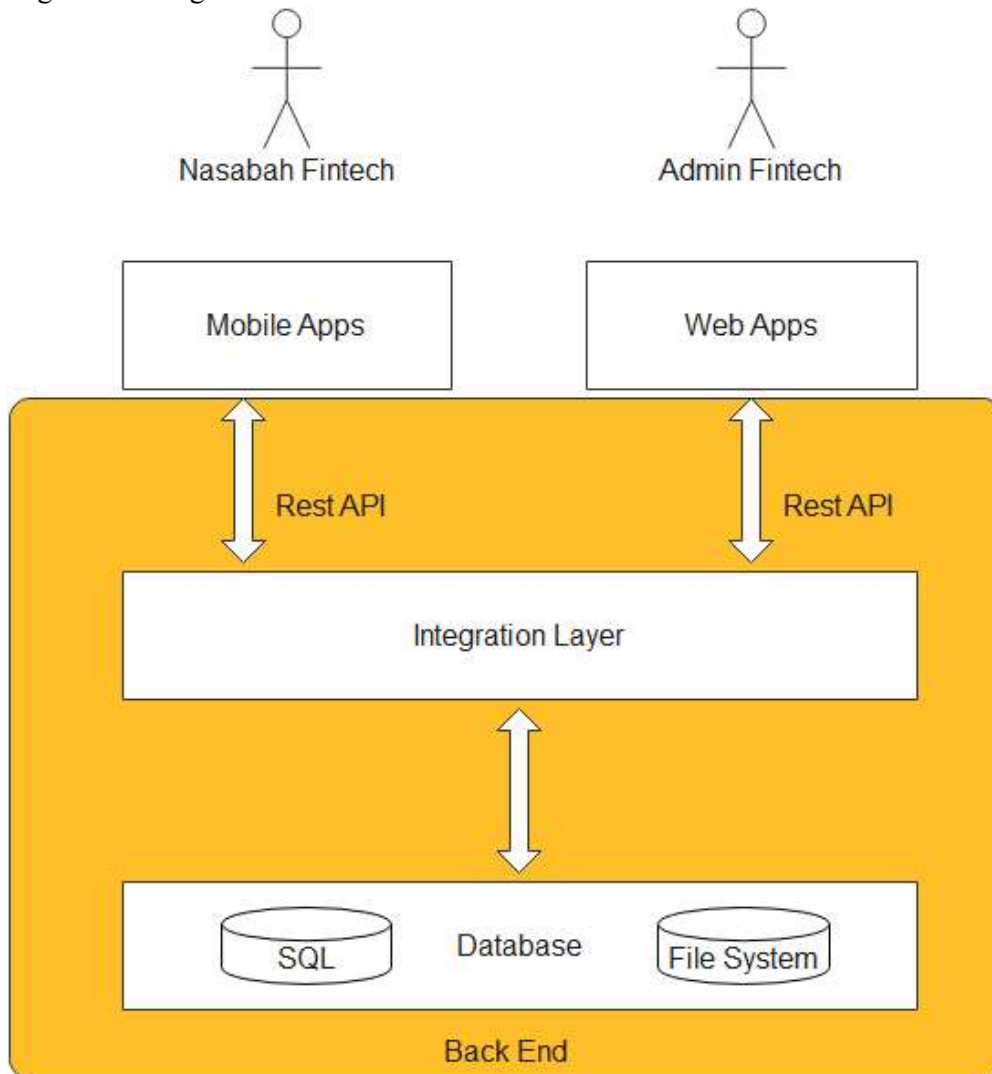 Nasabah Fintech
Admin Fintech
Mobile Apps
Web Apps
Rest API
Rest API
Integration Layer
SQL
Database
File System
Back End